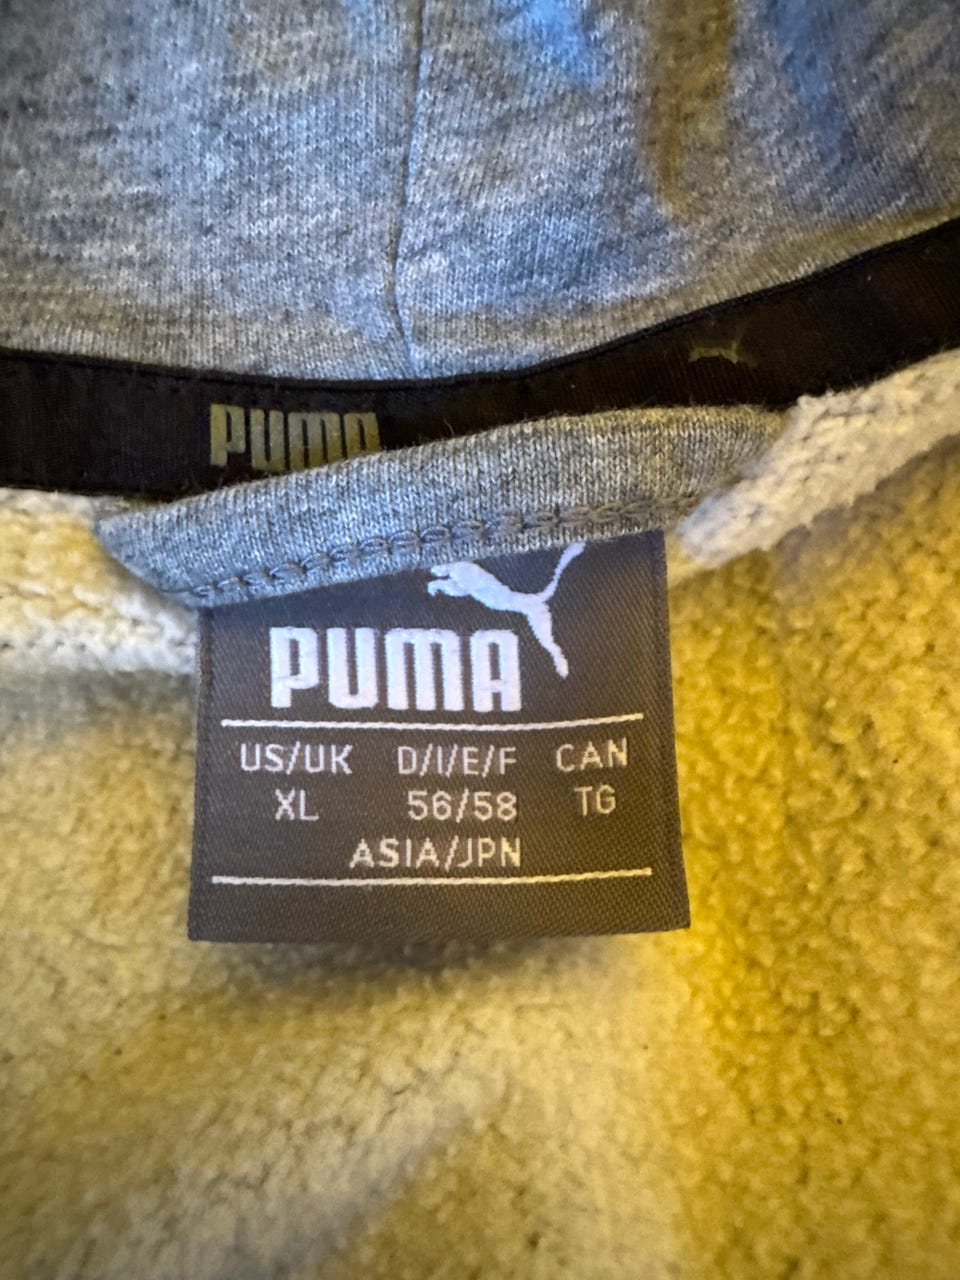 PUMA
PUMA
US/UK D/I/E/F CAN
XL 56/58 TG
ASIA/JPN